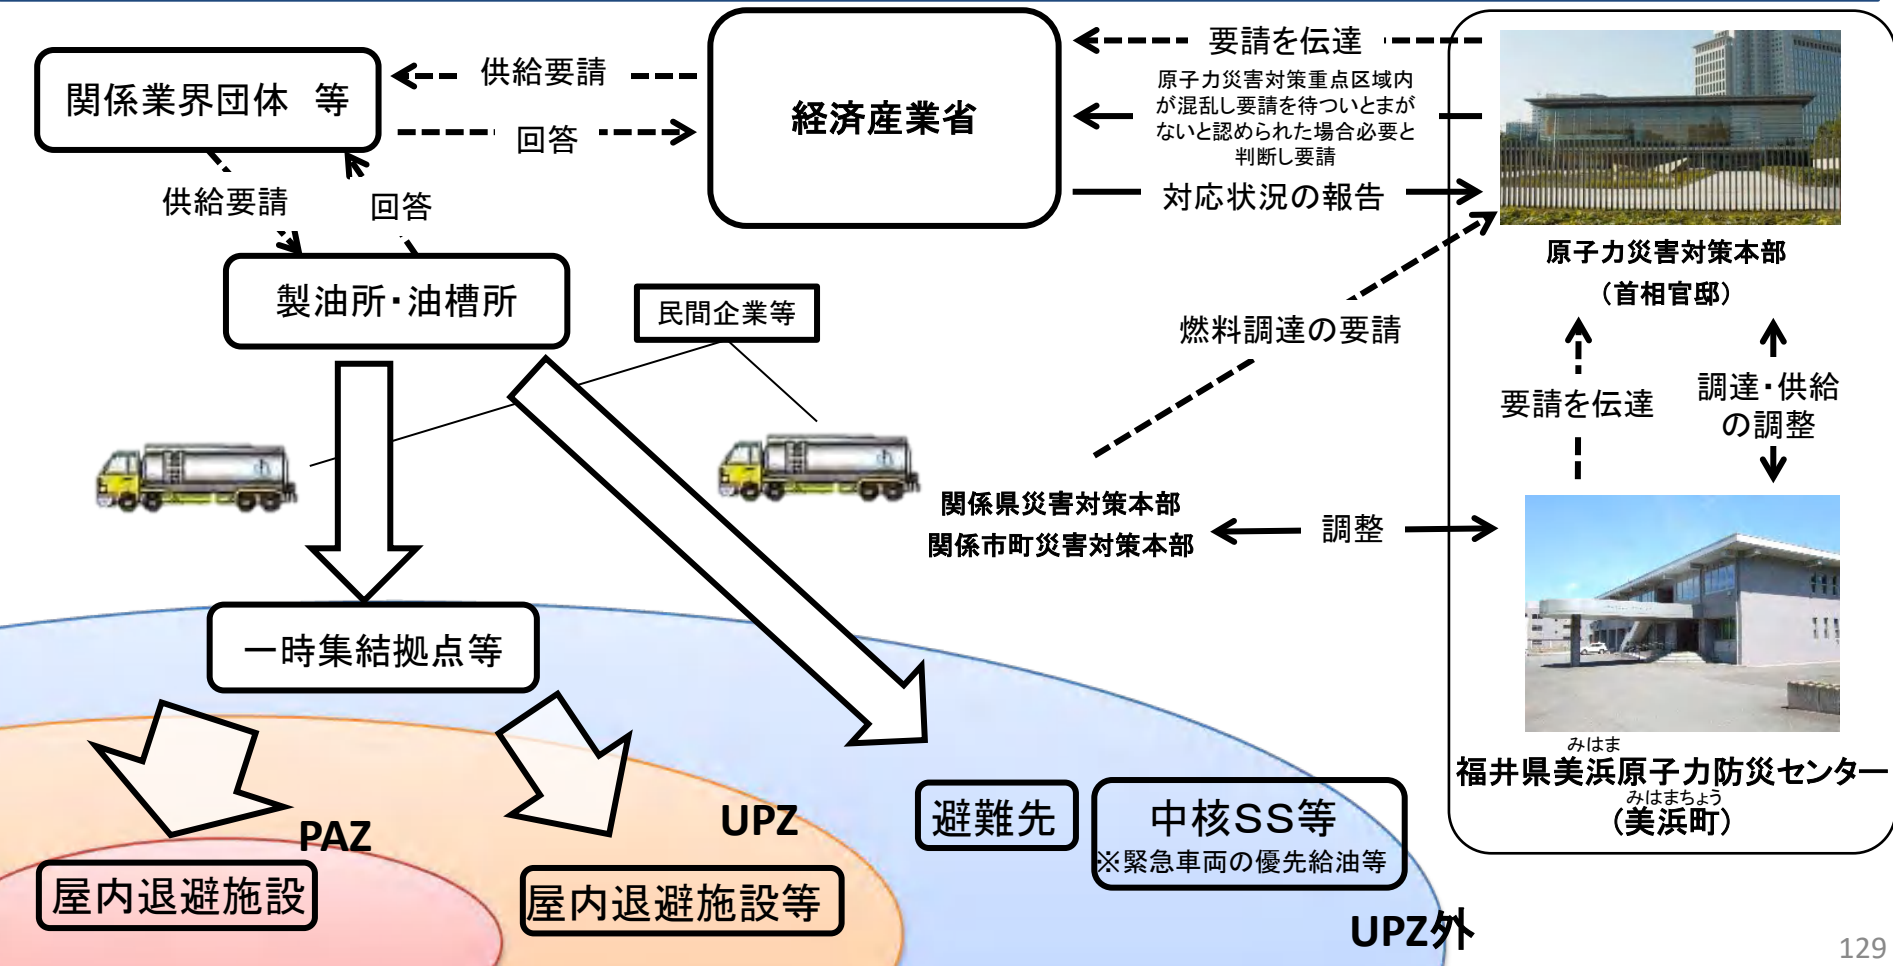 要請を伝達
供給要請
原子力災害対策重点区域内
が混乱し要請を待ついとまが
ないと認められた場合必要と
判断し要請
関係業界団体　等
経済産業省
回答
対応状況の報告
供給要請
回答
原子力災害対策本部
（首相官邸）
製油所・油槽所
民間企業等
燃料調達の要請
要請を伝達
調達・供給
の調整
関係県災害対策本部
関係市町災害対策本部
調整
一時集結拠点等
みはま
福井県美浜原子力防災センター
みはまちょう
（美浜町）
PAZ
UPZ
避難先
中核SS等
※緊急車両の優先給油等
屋内退避施設
屋内退避施設等
UPZ外
129